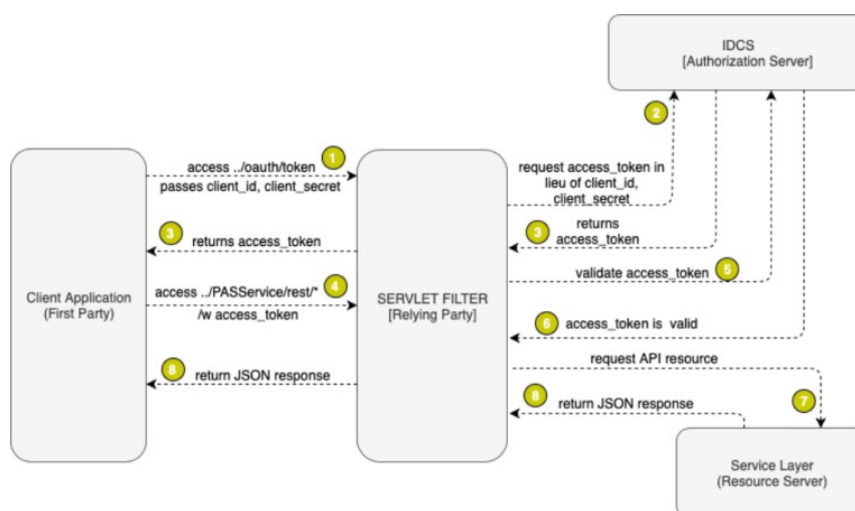 IDCS
[Authorization Server]
1
access ../oauth/token
passes client_id, client_secret
2
request access_token in
lieu of client_id,
client_secret
3
returns access_token
3
returns
access_token
4
access ../PASService/rest/*
/w access_token
validate access_token
5
Client Application
(First Party)
SERVLET FILTER
[Relying Party]
6
access_token is valid
request API resource
7
8
return JSON response
8
return JSON response
Service Layer
(Resource Server)